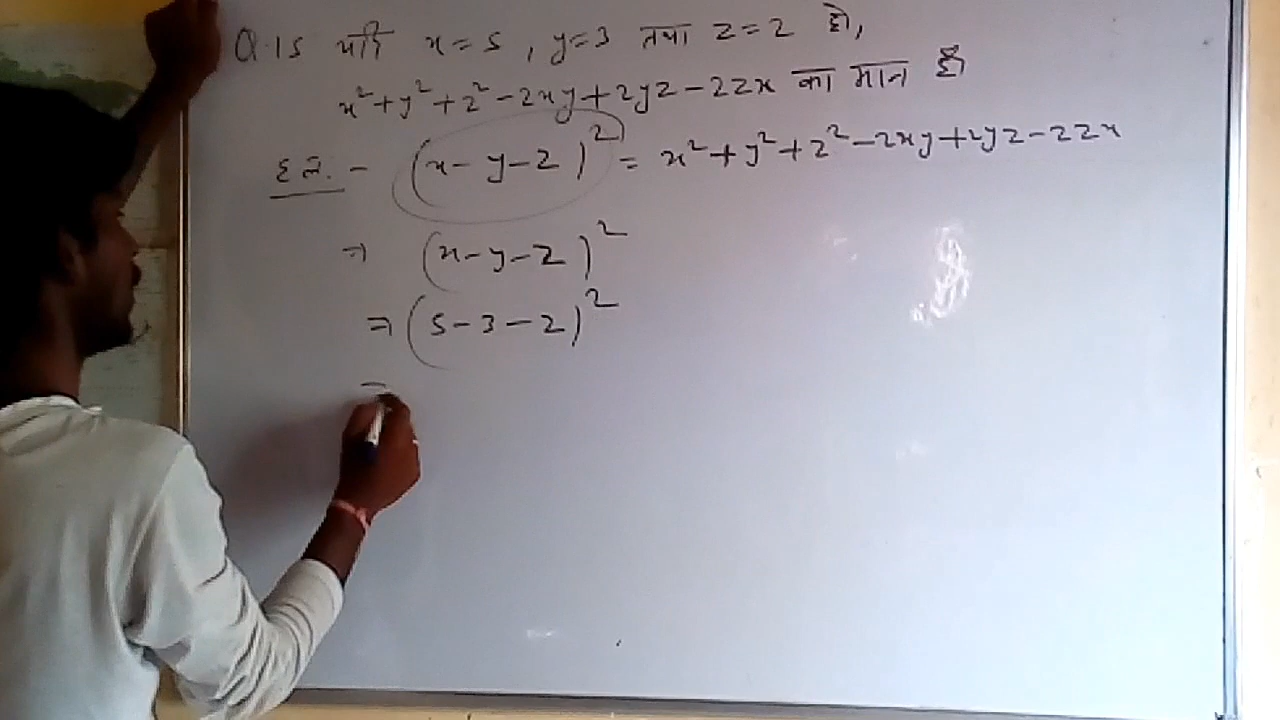 Q.15 यदि x=5, y=3 तथा z=2 हो,
x²+y²+z²-2xy+2yz-2zx का मान है
हल.- (x-y-z)² = x²+y²+z²-2xy+2yz-2zx
⇒ (x-y-z)²
⇒ (5-3-2)²